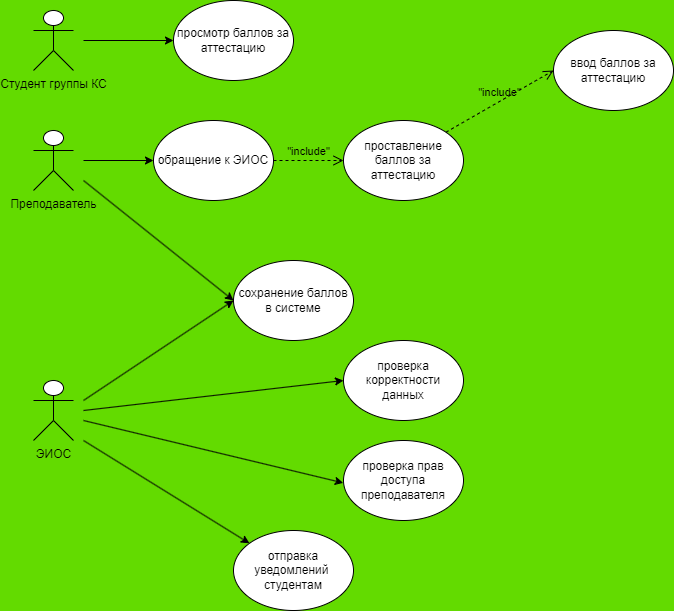 просмотр баллов за
аттестацию
Студент группы КС
ввод баллов за
аттестацию
"include"
обращение к ЭИОС
"include"
проставление
баллов за
аттестацию
Преподаватель
сохранение баллов
в системе
проверка
корректности
данных
ЭИОС
проверка прав
доступа
преподавателя
отправка
уведомлений
студентам